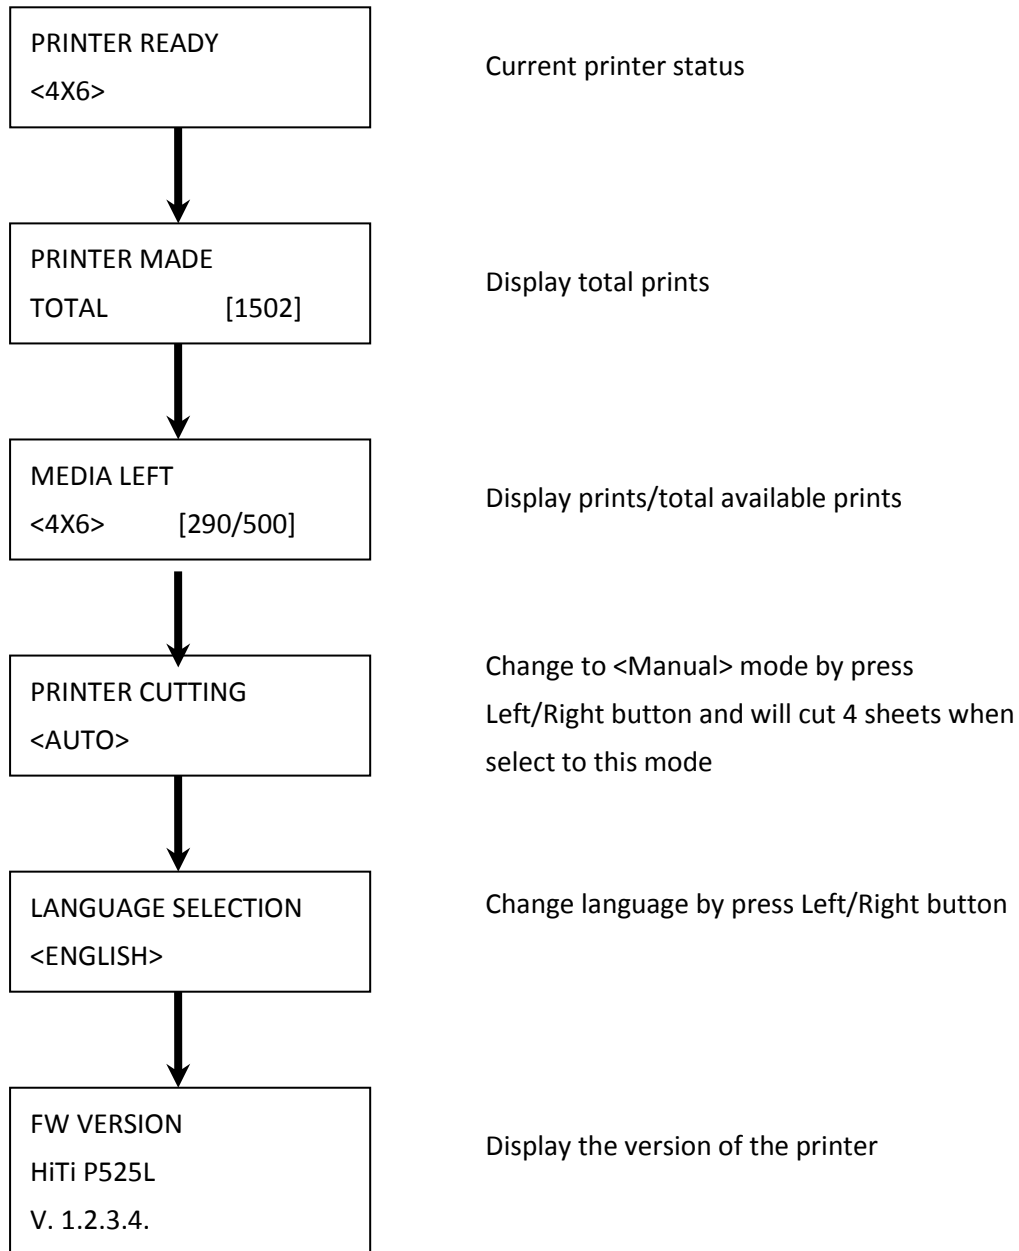 PRINTER READY
<4X6>
Current printer status
PRINTER MADE
TOTAL [1502]
Display total prints
MEDIA LEFT
<4X6> [290/500]
Display prints/total available prints
PRINTER CUTTING
<AUTO>
Change to <Manual> mode by press
Left/Right button and will cut 4 sheets when
select to this mode
LANGUAGE SELECTION
<ENGLISH>
Change language by press Left/Right button
FW VERSION
HiTi P525L
V. 1.2.3.4.
Display the version of the printer